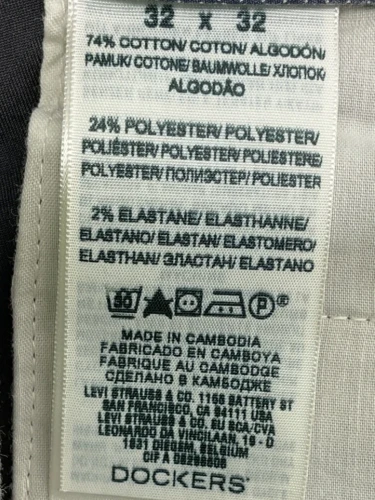 32 x 32
74% COTTON/ COTON/ ALGODÓN/
PAMUK/ COTONE/ BAUMWOLLE/ ХЛОПОК/
ALGODÃO
24% POLYESTER/ POLYESTER/
POLIÉSTER/ POLYESTER/ POLIESTERE/
POLYESTER/ ПОЛИЭСТЕР/ POLIESTER
2% ELASTANE/ ELASTHANNE/
ELASTANO/ ELASTAN/ ELASTOMERO/
ELASTHAN/ ЭЛАСТАН/ ELASTANO
30
P®
MADE IN CAMBODIA
FABRICADO EN CAMBOYA
FABRIQUE AU CAMBODGE
СДЕЛАНО В КАМБОДЖЕ
LEVI STRAUSS & CO. 1155 BATTERY ST
SAN FRANCISCO, CA 94111 USA
LEVI STRAUSS & CO. EU SCA/CVA
LEONARDO DA VINCILAAN, 19 - D
1831 DIEGEM, BELGIUM
CIF A
DOCKERS